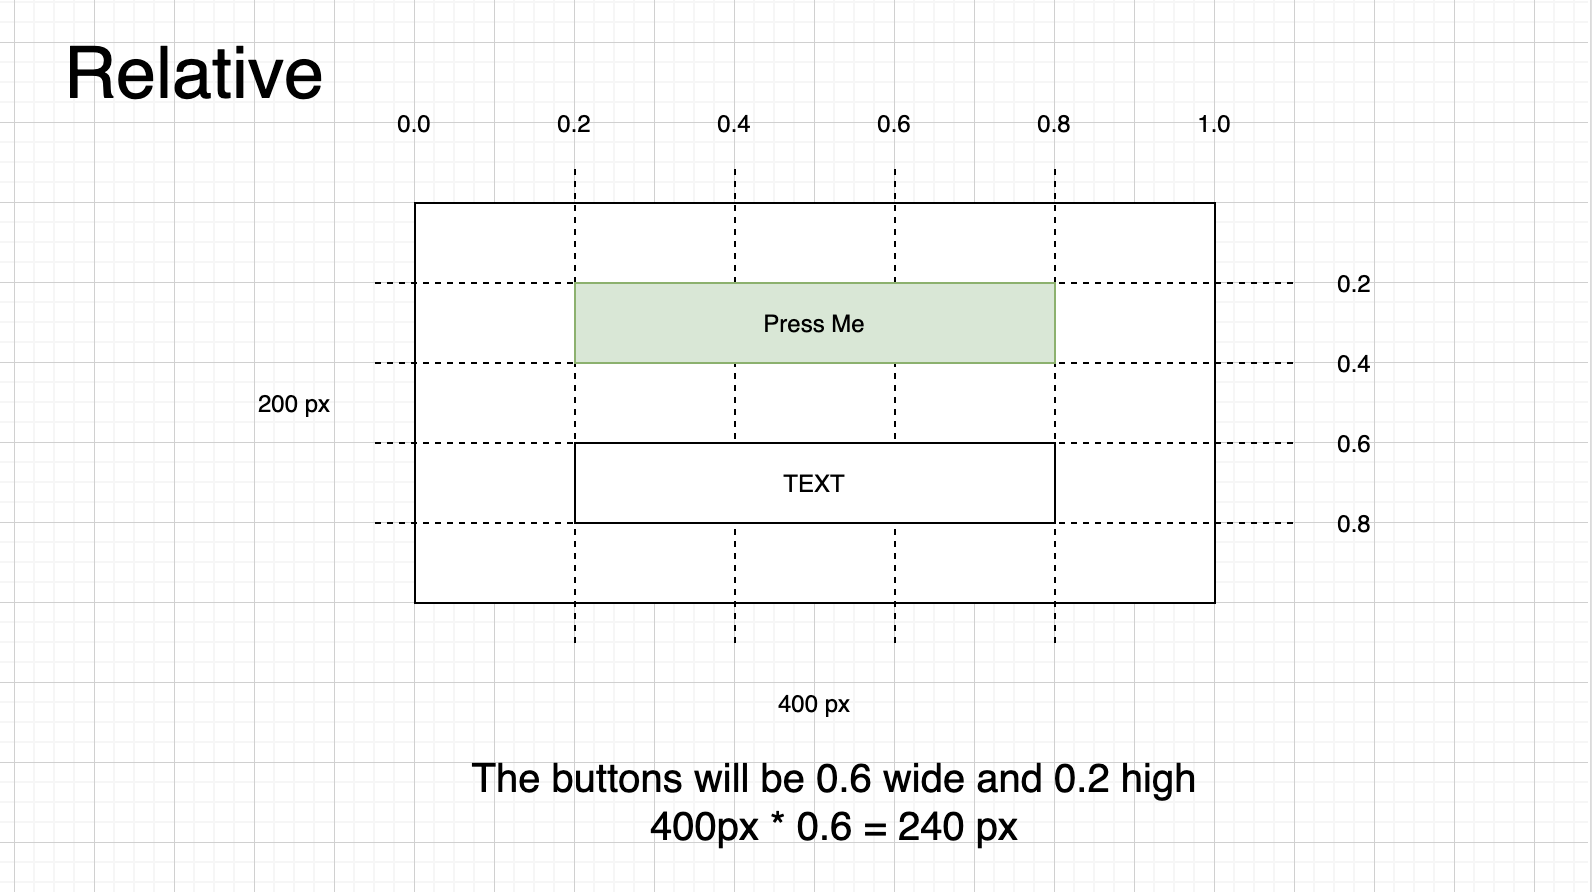 Relative
0.0 0.2 0.4 0.6 0.8 1.0
0.2
Press Me
0.4
200 px
0.6
TEXT
0.8
400 px
The buttons will be 0.6 wide and 0.2 high
400px * 0.6 = 240 px